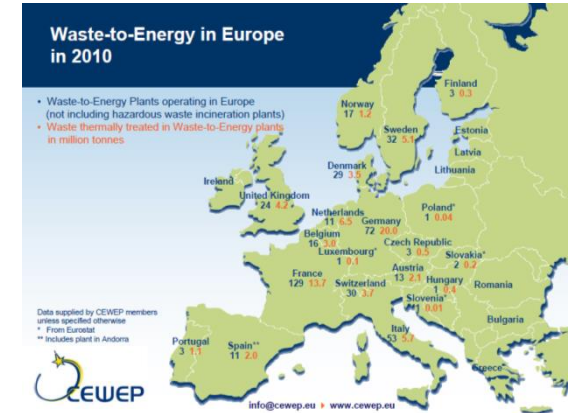 Waste-to-Energy in Europe
in 2010
• Waste-to-Energy Plants operating in Europe
(not including hazardous waste incineration plants)
• Waste thermally treated in Waste-to-Energy plants
in million tonnes
Finland
3 0.3
Norway
17 1.2
Sweden
32 5.1
Estonia
Latvia
Lithuania
Denmark
29 3.5
Ireland
United Kingdom
24 4.2
Netherlands
11 6.5
Germany
72 20.0
Poland*
1 0.04
Belgium
16 3.0
Luxembourg*
1 0.1
Czech Republic
3 0.5
Slovakia*
2 0.2
France
129 13.7
Switzerland
30 3.7
Austria
13 2.1
Hungary
1 0.4
Romania
Slovenia*
1 0.01
Bulgaria
Italy
53 5.7
Greece
Portugal
3 1.1
Spain**
11 2.0
Data supplied by CEWEP members
unless specified otherwise
* From Eurostat
** Includes plant in Andorra
CEWEP
info@cewep.eu www.cewep.eu